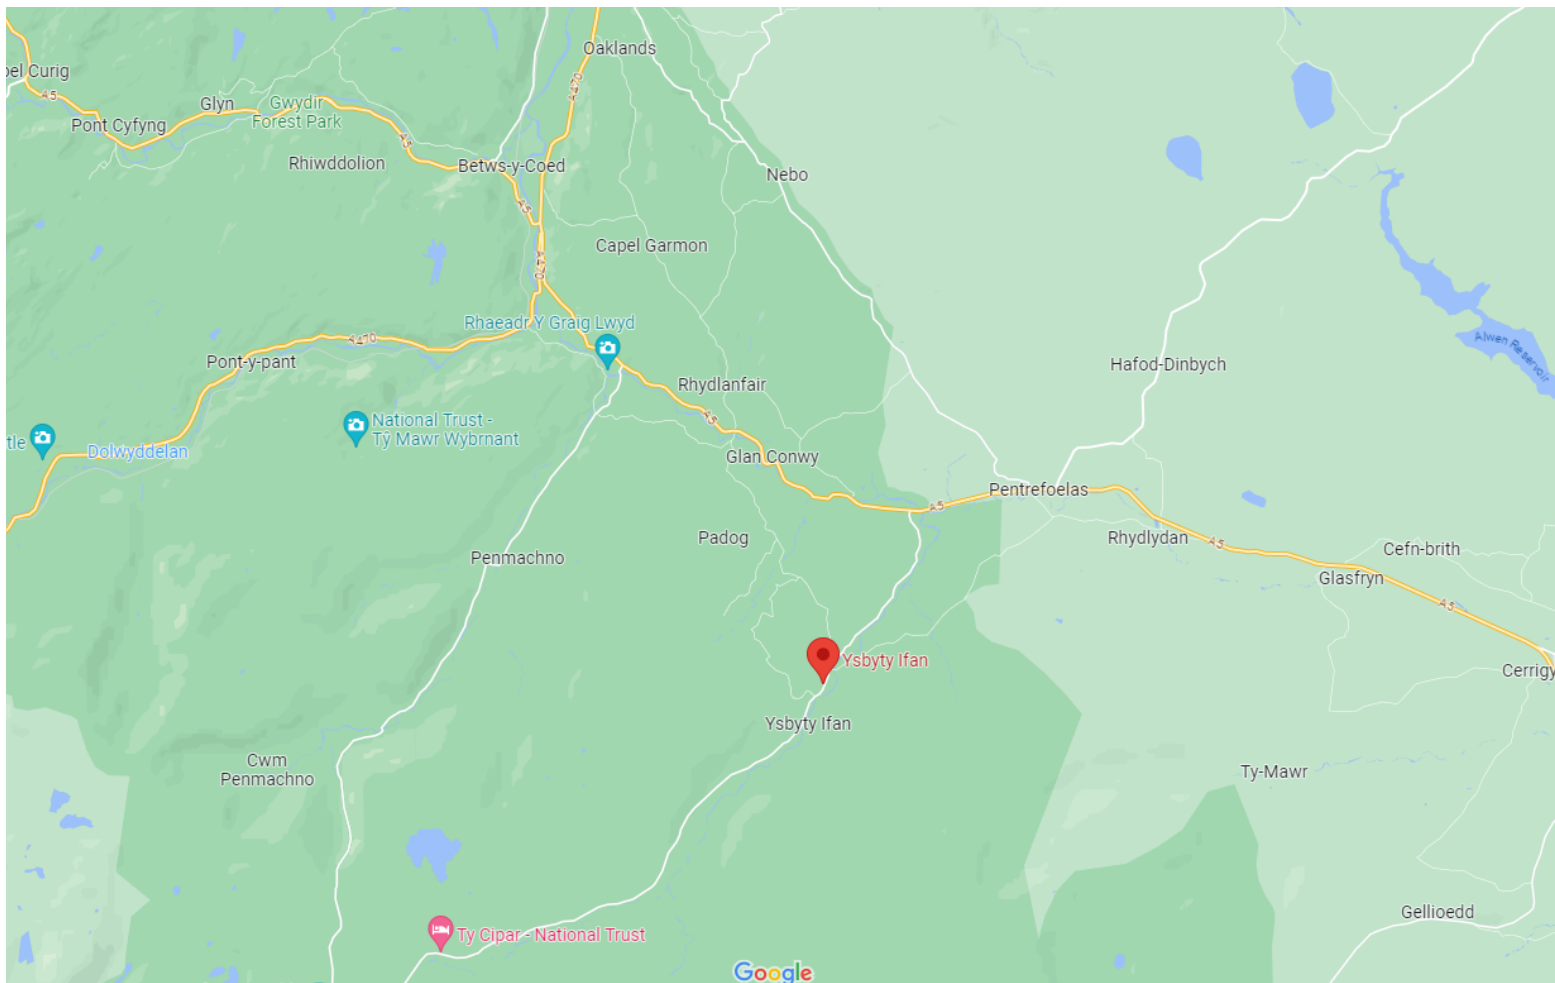 Oaklands
pel Curig
A5
Glyn
Gwydir
Forest Park
A470
Pont Cyfyng
A5
Rhiwddolion
Betws-y-Coed
Nebo
A5
Capel Garmon
A470
Rhaeadr Y Graig Lwyd
A470
Alwen Reservoir
Pont-y-pant
Hafod-Dinbych
Rhydlanfair
A5
National Trust -
Tŷ Mawr Wybrnant
tle
Dolwyddelan
Glan Conwy
Pentrefoelas
A5
Padog
Rhydlydan
A5
Cefn-brith
Penmachno
Glasfryn
A5
Ysbyty Ifan
Cerrigy
Ysbyty Ifan
Cwm
Penmachno
Ty-Mawr
Gellioedd
Ty Cipar - National Trust
Google